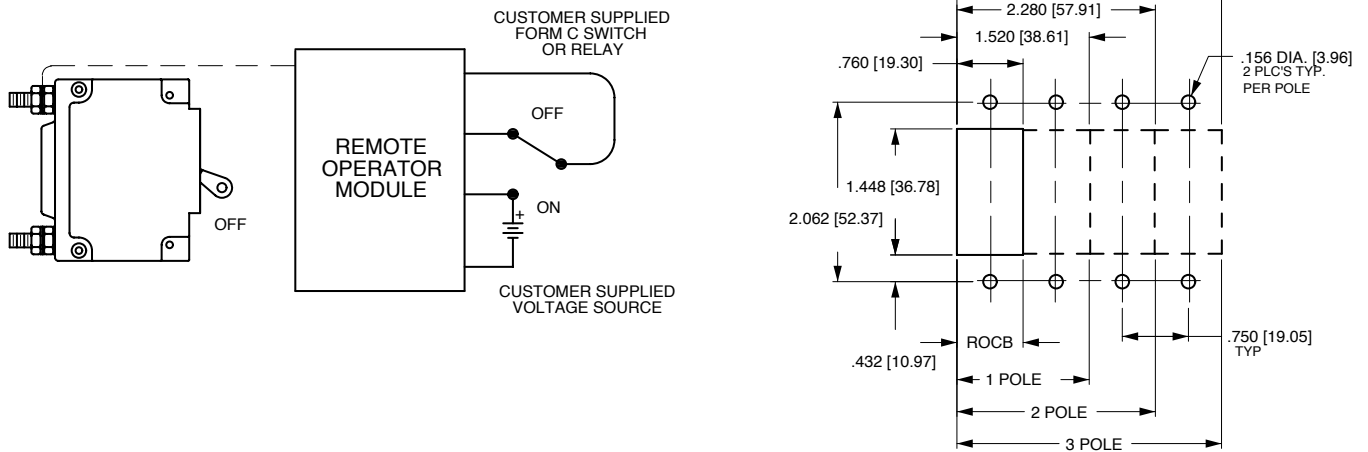 CUSTOMER SUPPLIED
FORM C SWITCH
OR RELAY
REMOTE
OPERATOR
MODULE
OFF
OFF
ON
+
CUSTOMER SUPPLIED
VOLTAGE SOURCE
2.280 [57.91]
1.520 [38.61]
.760 [19.30]
.156 DIA. [3.96]
2 PLC'S TYP.
PER POLE
1.448 [36.78]
2.062 [52.37]
.432 [10.97]
ROCB
.750 [19.05]
TYP
1 POLE
2 POLE
3 POLE